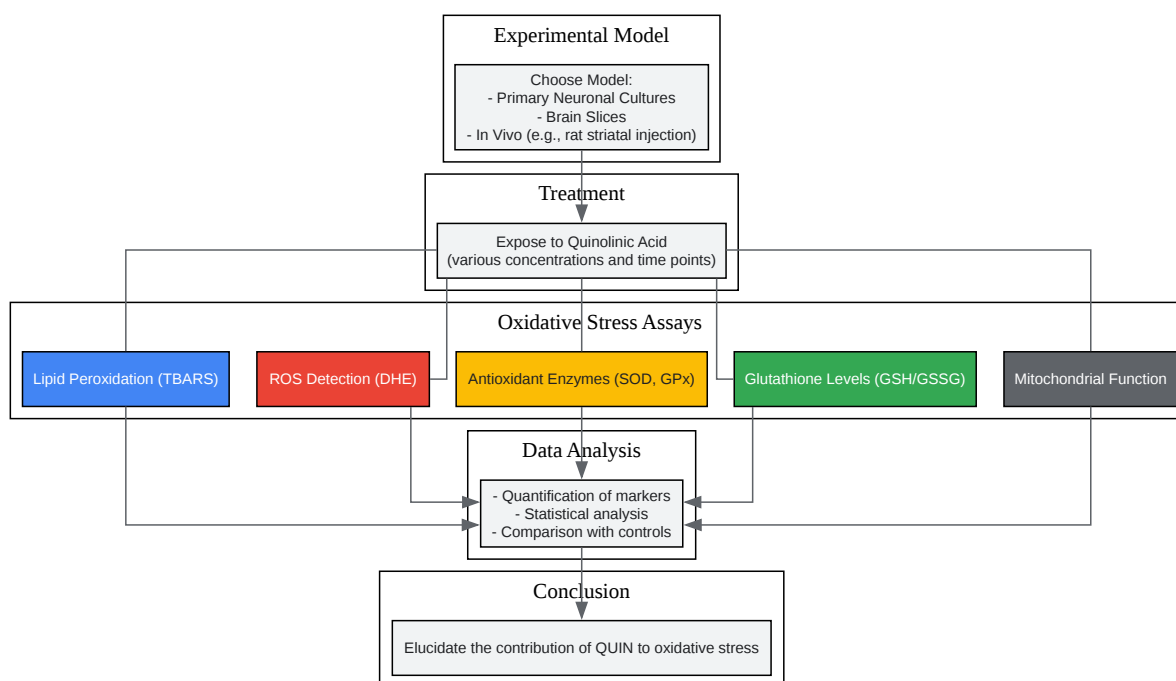 Experimental Model
Choose Model:
- Primary Neuronal Cultures
- Brain Slices
- In Vivo (e.g., rat striatal injection)
Treatment
Expose to Quinolinic Acid
(various concentrations and time points)
Oxidative Stress Assays
Lipid Peroxidation (TBARS)
ROS Detection (DHE)
Antioxidant Enzymes (SOD, GPx)
Glutathione Levels (GSH/GSSG)
Mitochondrial Function
Data Analysis
- Quantification of markers
- Statistical analysis
- Comparison with controls
Conclusion
Elucidate the contribution of QUIN to oxidative stress